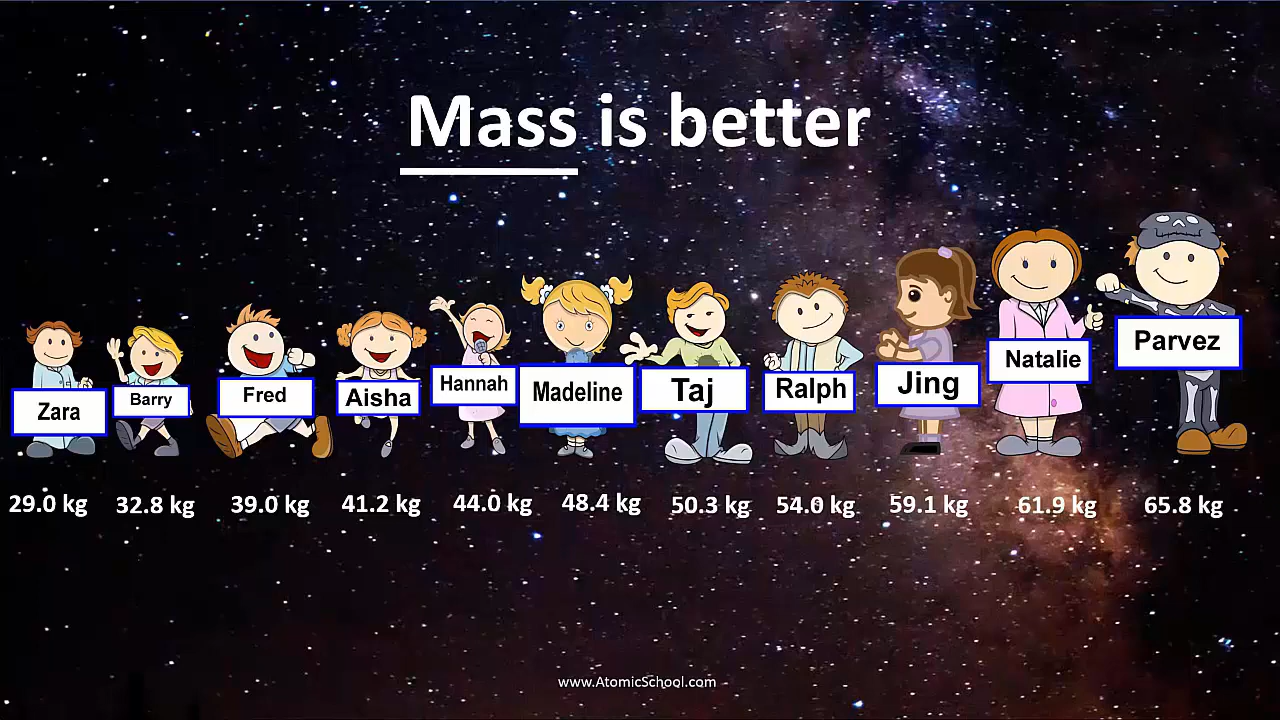 Mass is better
Zara
Barry
Fred
Aisha
Hannah
Madeline
Taj
Ralph
Jing
Natalie
Parvez
29.0 kg 32.8 kg 39.0 kg 41.2 kg 44.0 kg 48.4 kg 50.3 kg 54.0 kg 59.1 kg 61.9 kg 65.8 kg
www.AtomicSchool.com